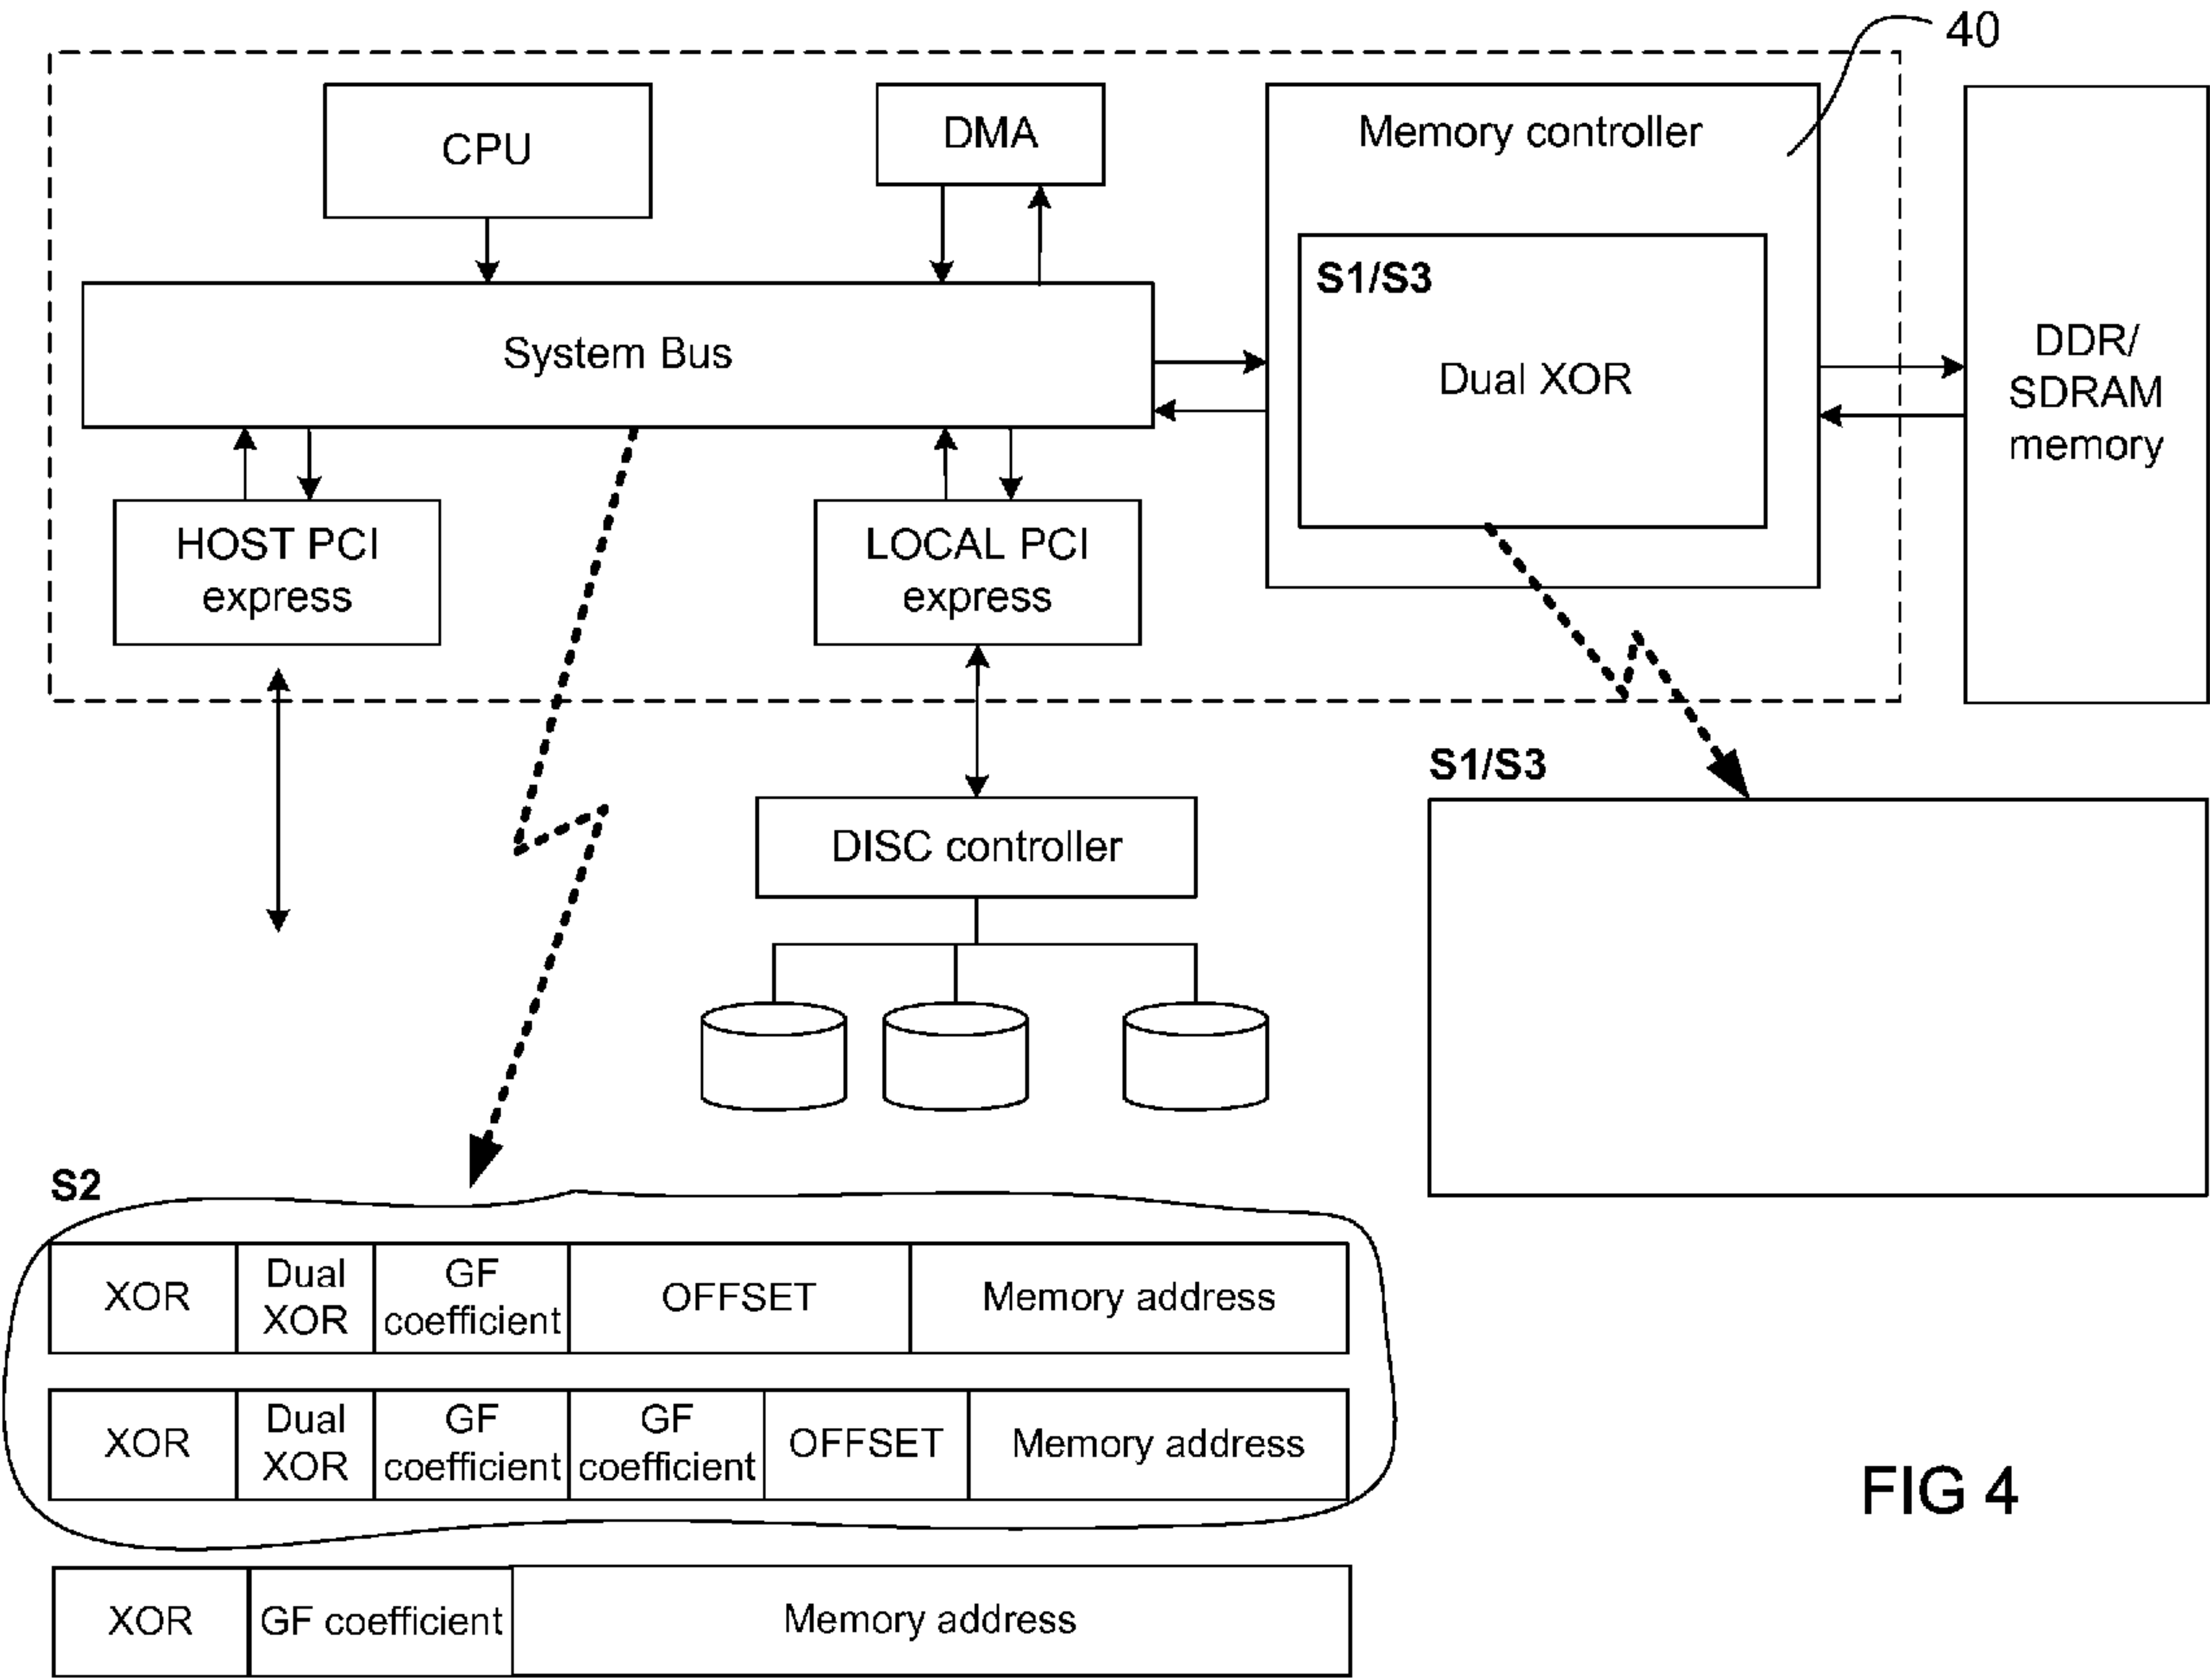 40
CPU
DMA
Memory controller
S1/S3
Dual XOR
System Bus
DDR/
SDRAM
memory
HOST PCI
express
LOCAL PCI
express
S1/S3
DISC controller
S2
XOR
Dual
XOR
GF
coefficient
OFFSET
Memory address
XOR
Dual
XOR
GF
coefficient
GF
coefficient
OFFSET
Memory address
FIG 4
XOR
GF coefficient
Memory address